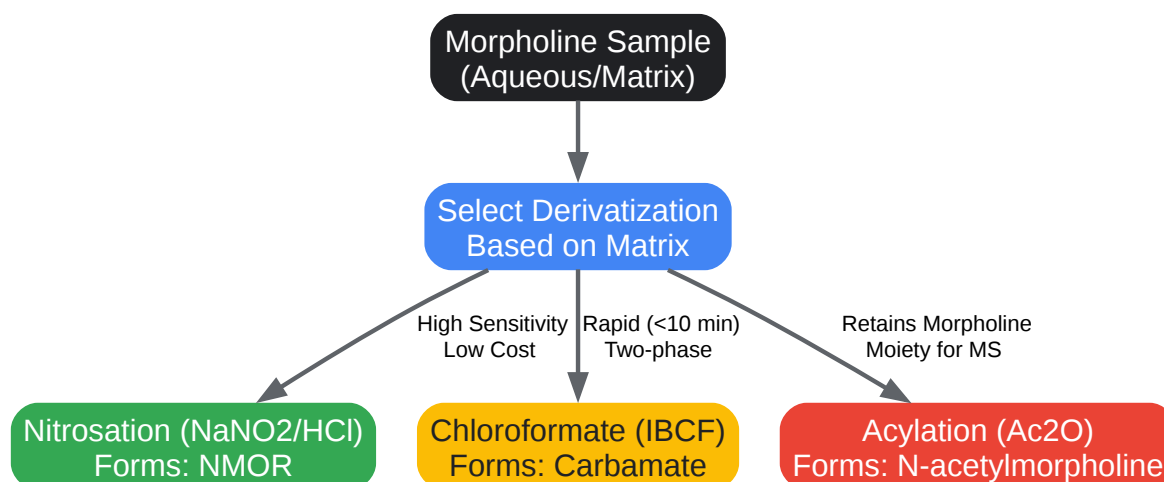 Morpholine Sample
(Aqueous/Matrix)
Select Derivatization
Based on Matrix
High Sensitivity
Low Cost
Rapid (<10 min)
Two-phase
Retains Morpholine
Moiety for MS
Nitrosation (NaNO2/HCl)
Forms: NMOR
Chloroformate (IBCF)
Forms: Carbamate
Acylation (Ac2O)
Forms: N-acetylmorpholine